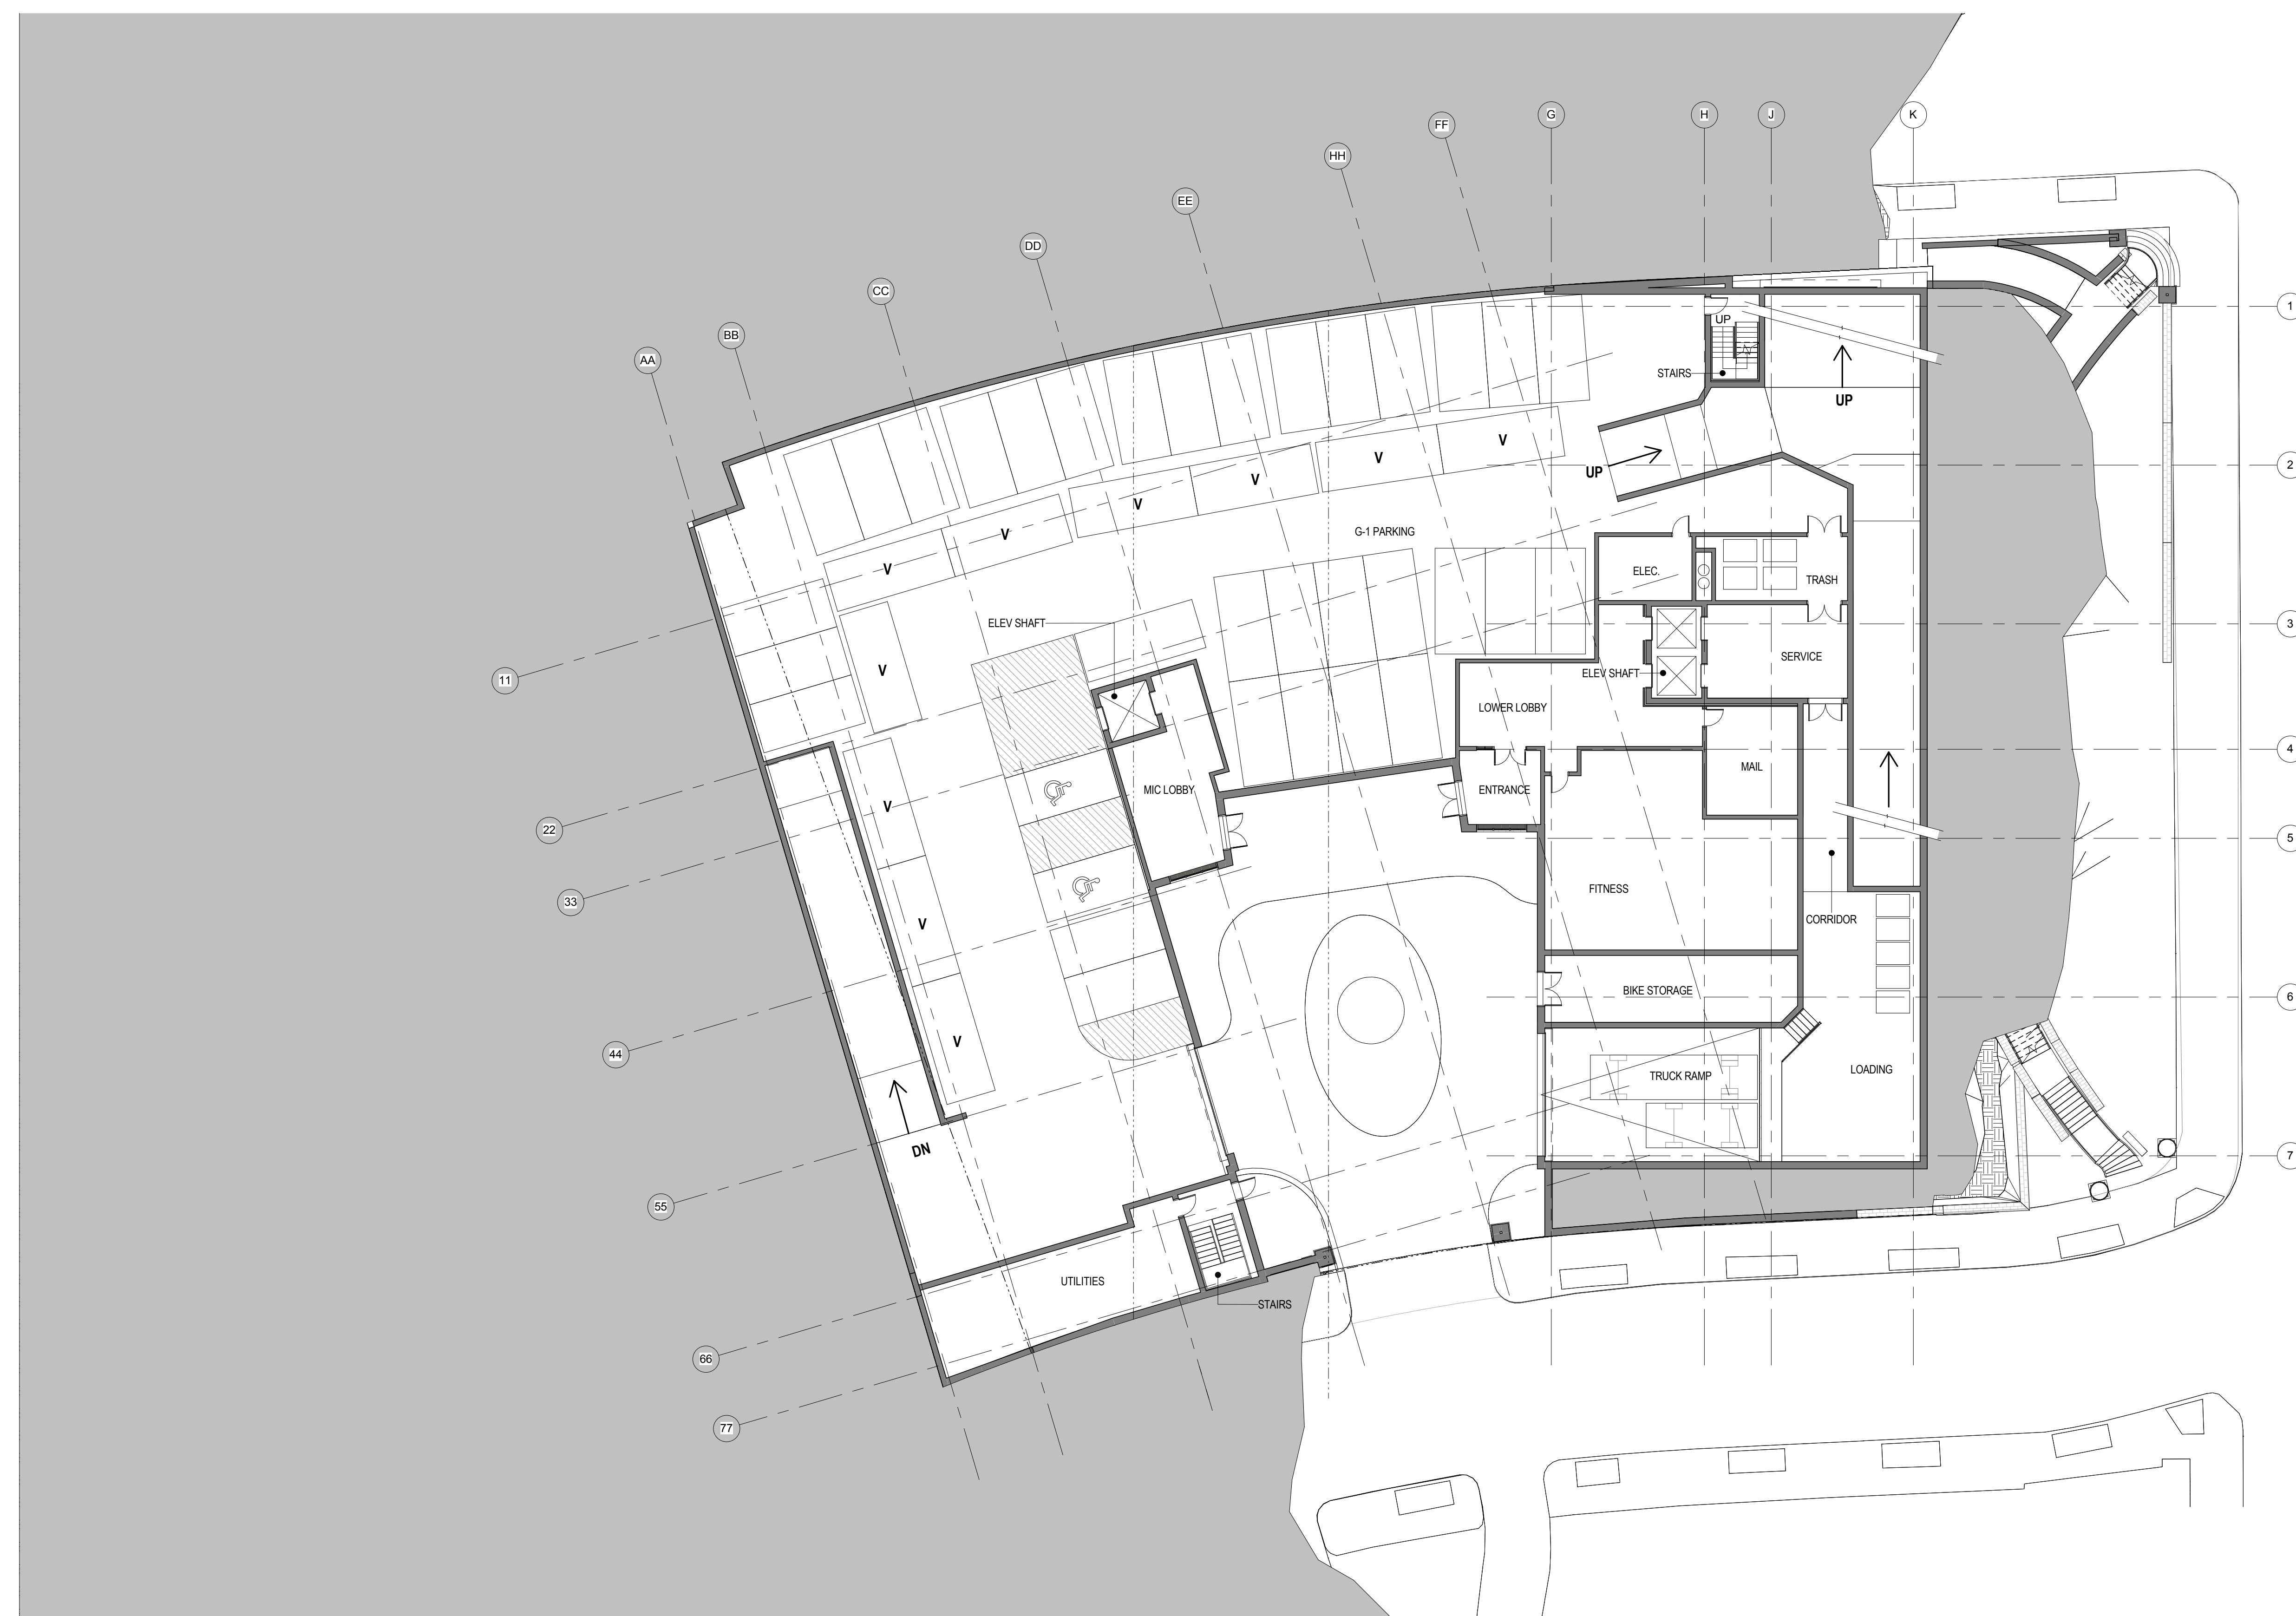 G
H
J
K
FF
HH
EE
DD
CC
BB
AA
1
UP
STAIRS
UP
V
V
UP
2
V
V
V
G-1 PARKING
V
ELEC.
TRASH
ELEV SHAFT
3
V
SERVICE
ELEV SHAFT
11
LOWER LOBBY
4
MAIL
MIC LOBBY
ENTRANCE
V
22
5
FITNESS
33
V
CORRIDOR
BIKE STORAGE
6
V
44
TRUCK RAMP
LOADING
DN
7
55
UTILITIES
STAIRS
66
77